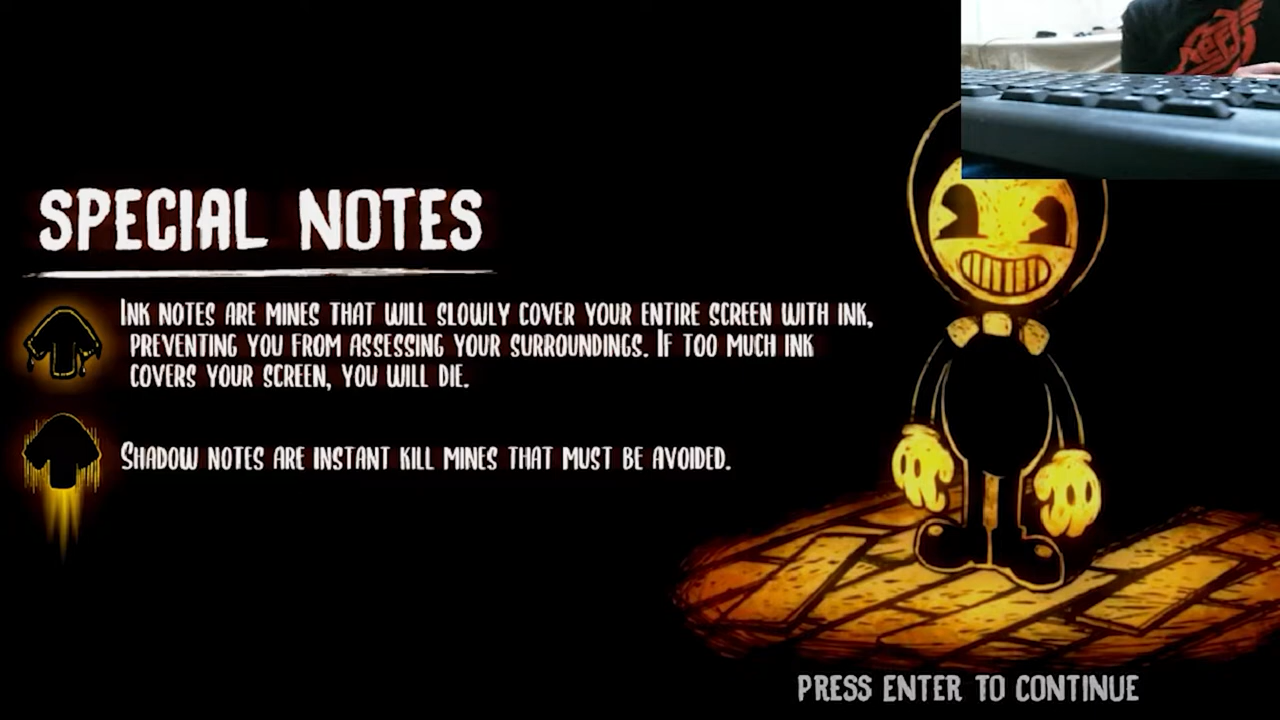 SPECIAL NOTES
INK NOTES ARE MINES THAT WILL SLOWLY COVER YOUR ENTIRE SCREEN WITH INK,
PREVENTING YOU FROM ASSESSING YOUR SURROUNDINGS. IF TOO MUCH INK
COVERS YOUR SCREEN, YOU WILL DIE.
SHADOW NOTES ARE INSTANT KILL MINES THAT MUST BE AVOIDED.
PRESS ENTER TO CONTINUE